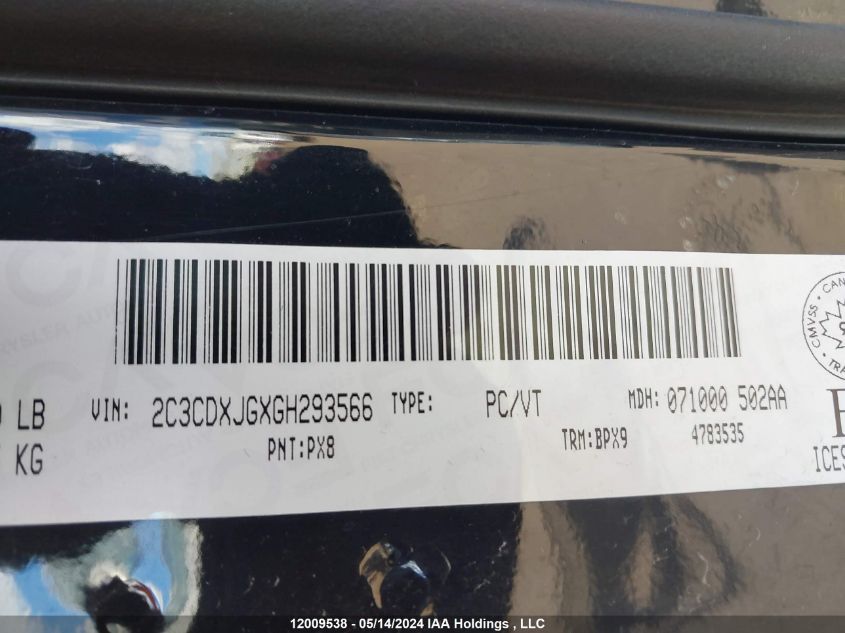 LB VIN: 2C3CDXJGXGH293566 TYPE: PC/VT MDH: 071000 502AA
KG PNT:PX8 TRM:BPX9 4783535
CMVSS
ICES
12009538 - 05/14/2024 IAA Holdings , LLC